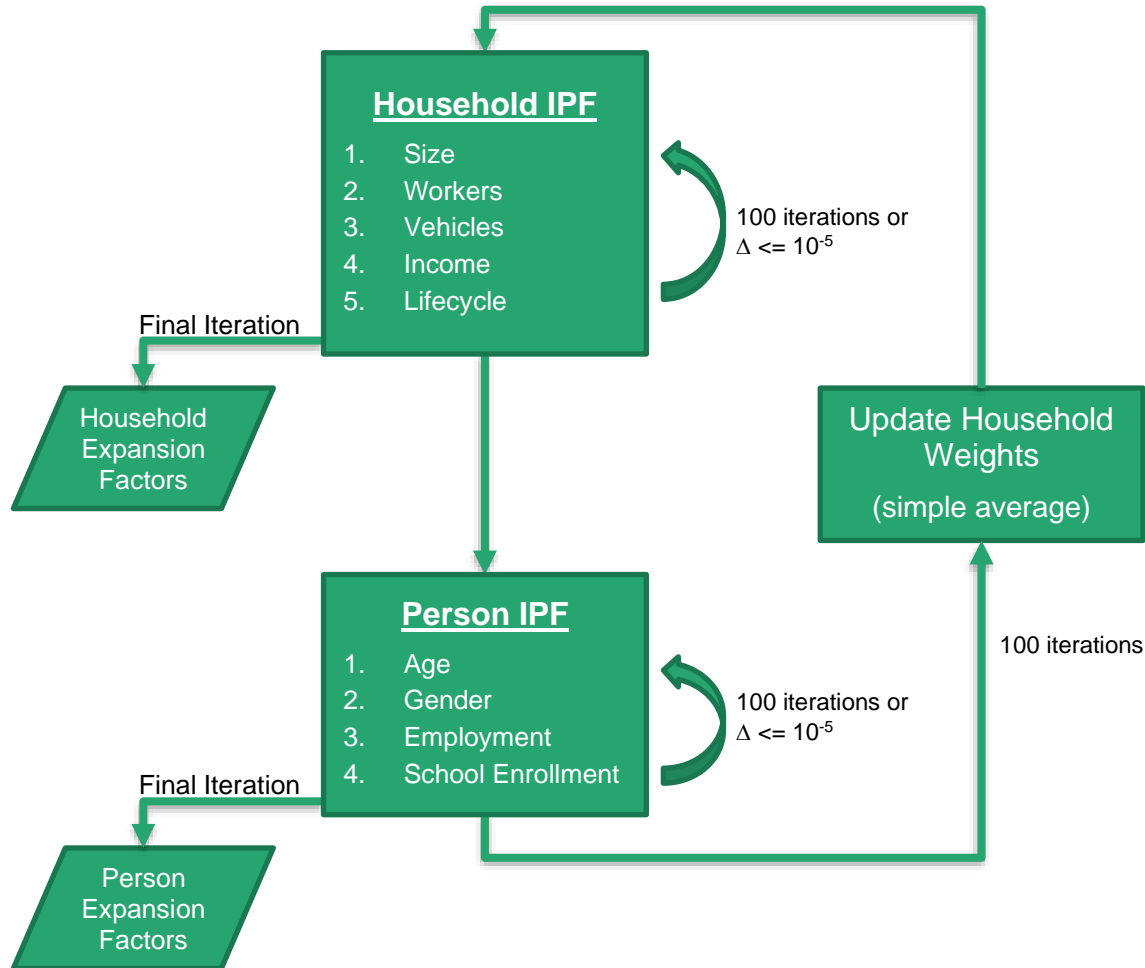 Household IPF
1. Size
2. Workers
3. Vehicles
4. Income
5. Lifecycle
100 iterations or
Δ <= 10⁻⁵
Final Iteration
Household
Expansion
Factors
Update Household
Weights
(simple average)
Person IPF
1. Age
2. Gender
3. Employment
4. School Enrollment
100 iterations or
Δ <= 10⁻⁵
100 iterations
Final Iteration
Person
Expansion
Factors